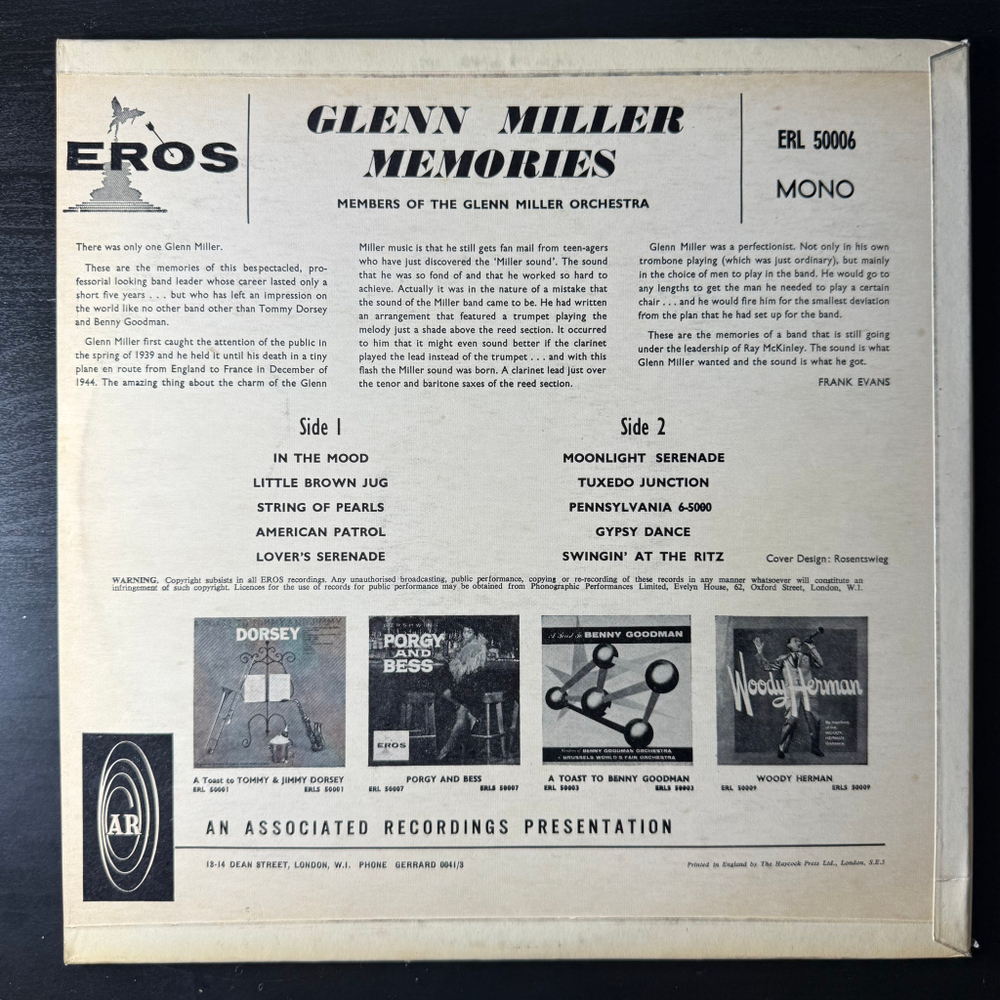 EROS
GLENN MILLER
MEMORIES
MEMBERS OF THE GLENN MILLER ORCHESTRA
ERL 50006
MONO
There was only one Glenn Miller.
These are the memories of this bespectacled, pro-
fessorial looking band leader whose career lasted only a
short five years . . . but who has left an impression on
the world like no other band other than Tommy Dorsey
and Benny Goodman.
Glenn Miller first caught the attention of the public in
the spring of 1939 and he held it until his death in a tiny
plane en route from England to France in December of
1944. The amazing thing about the charm of the Glenn
Miller music is that he still gets fan mail from teen-agers
who have just discovered the 'Miller sound'. The sound
that he was so fond of and that he worked so hard to
achieve. Actually it was in the nature of a mistake that
the sound of the Miller band came to be. He had written
an arrangement that featured a trumpet playing the
melody just a shade above the reed section. It occurred
to him that it might even sound better if the clarinet
played the lead instead of the trumpet . . . and with this
flash the Miller sound was born. A clarinet lead just over
the tenor and baritone saxes of the reed section.
Glenn Miller was a perfectionist. Not only in his own
trombone playing (which was just ordinary), but mainly
in the choice of men to play in the band. He would go to
any lengths to get the man he needed to play a certain
chair . . . and he would fire him for the smallest deviation
from the plan that he had set up for the band.
These are the memories of a band that is still going
under the leadership of Ray McKinley. The sound is what
Glenn Miller wanted and the sound is what he got.
FRANK EVANS
Side 1
IN THE MOOD
LITTLE BROWN JUG
STRING OF PEARLS
AMERICAN PATROL
LOVER'S SERENADE
Side 2
MOONLIGHT SERENADE
TUXEDO JUNCTION
PENNSYLVANIA 6-5000
GYPSY DANCE
SWINGIN' AT THE RITZ
Cover Design: Rosentswieg
WARNING. Copyright subsists in all EROS recordings. Any unauthorised broadcasting, public performance, copying or re-recording of these records in any manner whatsoever will constitute an
infringement of such copyright. Licences for the use of records for public performance may be obtained from Phonographic Performances Limited, Evelyn House, 62, Oxford Street, London, W.1.
DORSEY
GERSHWIN
PORGY
AND
BESS
EROS
A Toast to BENNY GOODMAN
Members of BENNY GOODMAN ORCHESTRA
BRUSSELS WORLD'S FAIR ORCHESTRA
Woody Herman
A Toast to TOMMY & JIMMY DORSEY
ERL 50001 ERLS 50001
PORGY AND BESS
ERL 50007 ERLS 50007
A TOAST TO BENNY GOODMAN
ERL 50003 ERLS 50003
WOODY HERMAN
ERL 50009 ERLS 50009
AR
AN ASSOCIATED RECORDINGS PRESENTATION
13-14 DEAN STREET, LONDON, W.1. PHONE GERRARD 0041/3
Printed in England by The Haycock Press Ltd., London, S.E.5